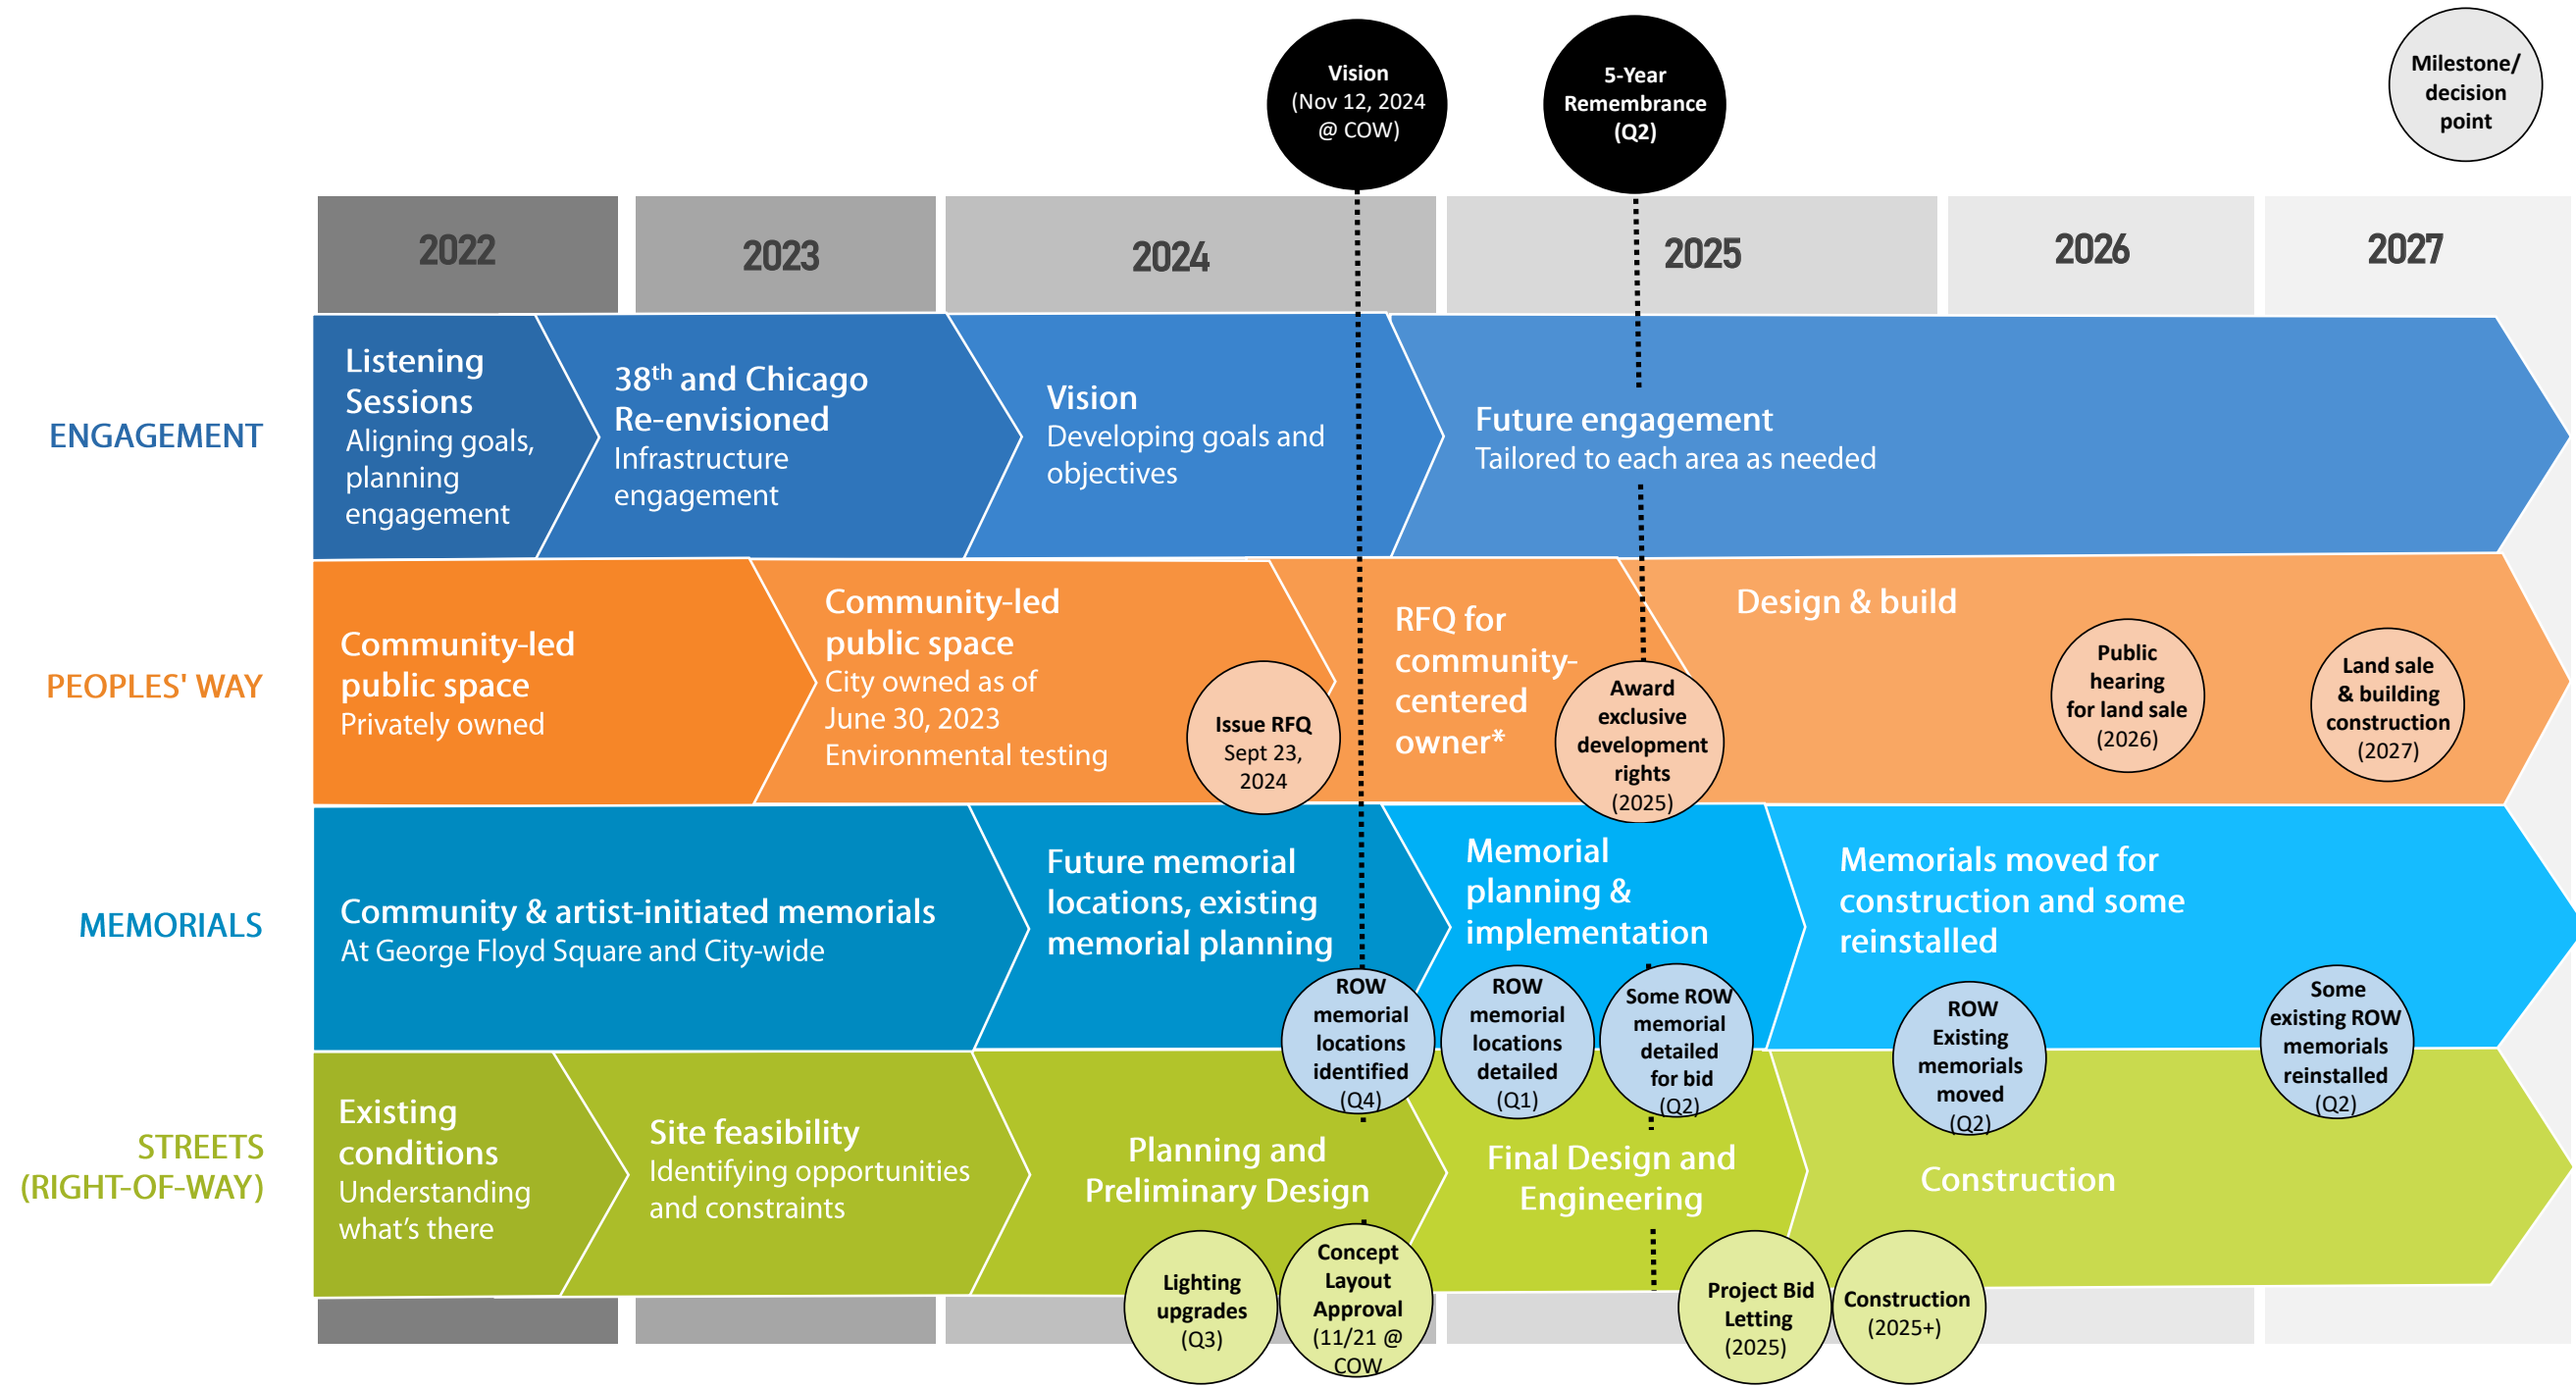 Vision
(Nov 12, 2024
@ COW)
5-Year
Remembrance
(Q2)
Milestone/
decision
point
2022
2023
2024
2025
2026
2027
ENGAGEMENT
Listening
Sessions
Aligning goals,
planning
engagement
38th and Chicago
Re-envisioned
Infrastructure
engagement
Vision
Developing goals and
objectives
Future engagement
Tailored to each area as needed
PEOPLES' WAY
Community-led
public space
Privately owned
Community-led
public space
City owned as of
June 30, 2023
Environmental testing
Issue RFQ
Sept 23,
2024
RFQ for
community-
centered
owner*
Award
exclusive
development
rights
(2025)
Design & build
Public
hearing
for land sale
(2026)
Land sale
& building
construction
(2027)
MEMORIALS
Community & artist-initiated memorials
At George Floyd Square and City-wide
Future memorial
locations, existing
memorial planning
Memorial
planning &
implementation
Memorials moved for
construction and some
reinstalled
ROW
memorial
locations
identified
(Q4)
ROW
memorial
locations
detailed
(Q1)
Some ROW
memorial
detailed
for bid
(Q2)
ROW
Existing
memorials
moved
(Q2)
Some
existing ROW
memorials
reinstalled
(Q2)
STREETS
(RIGHT-OF-WAY)
Existing
conditions
Understanding
what's there
Site feasibility
Identifying opportunities
and constraints
Planning and
Preliminary Design
Final Design and
Engineering
Construction
Lighting
upgrades
(Q3)
Concept
Layout
Approval
(11/21 @
COW
Project Bid
Letting
(2025)
Construction
(2025+)